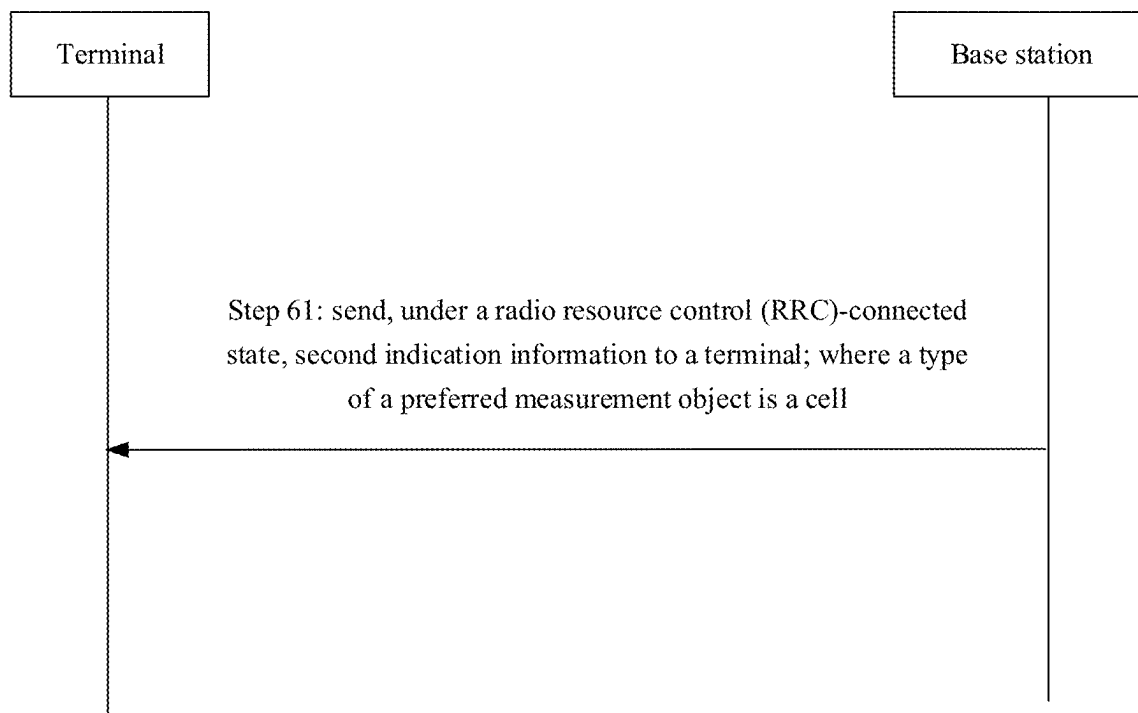 Terminal
Base station
Step 61: send, under a radio resource control (RRC)-connected
state, second indication information to a terminal; where a type
of a preferred measurement object is a cell